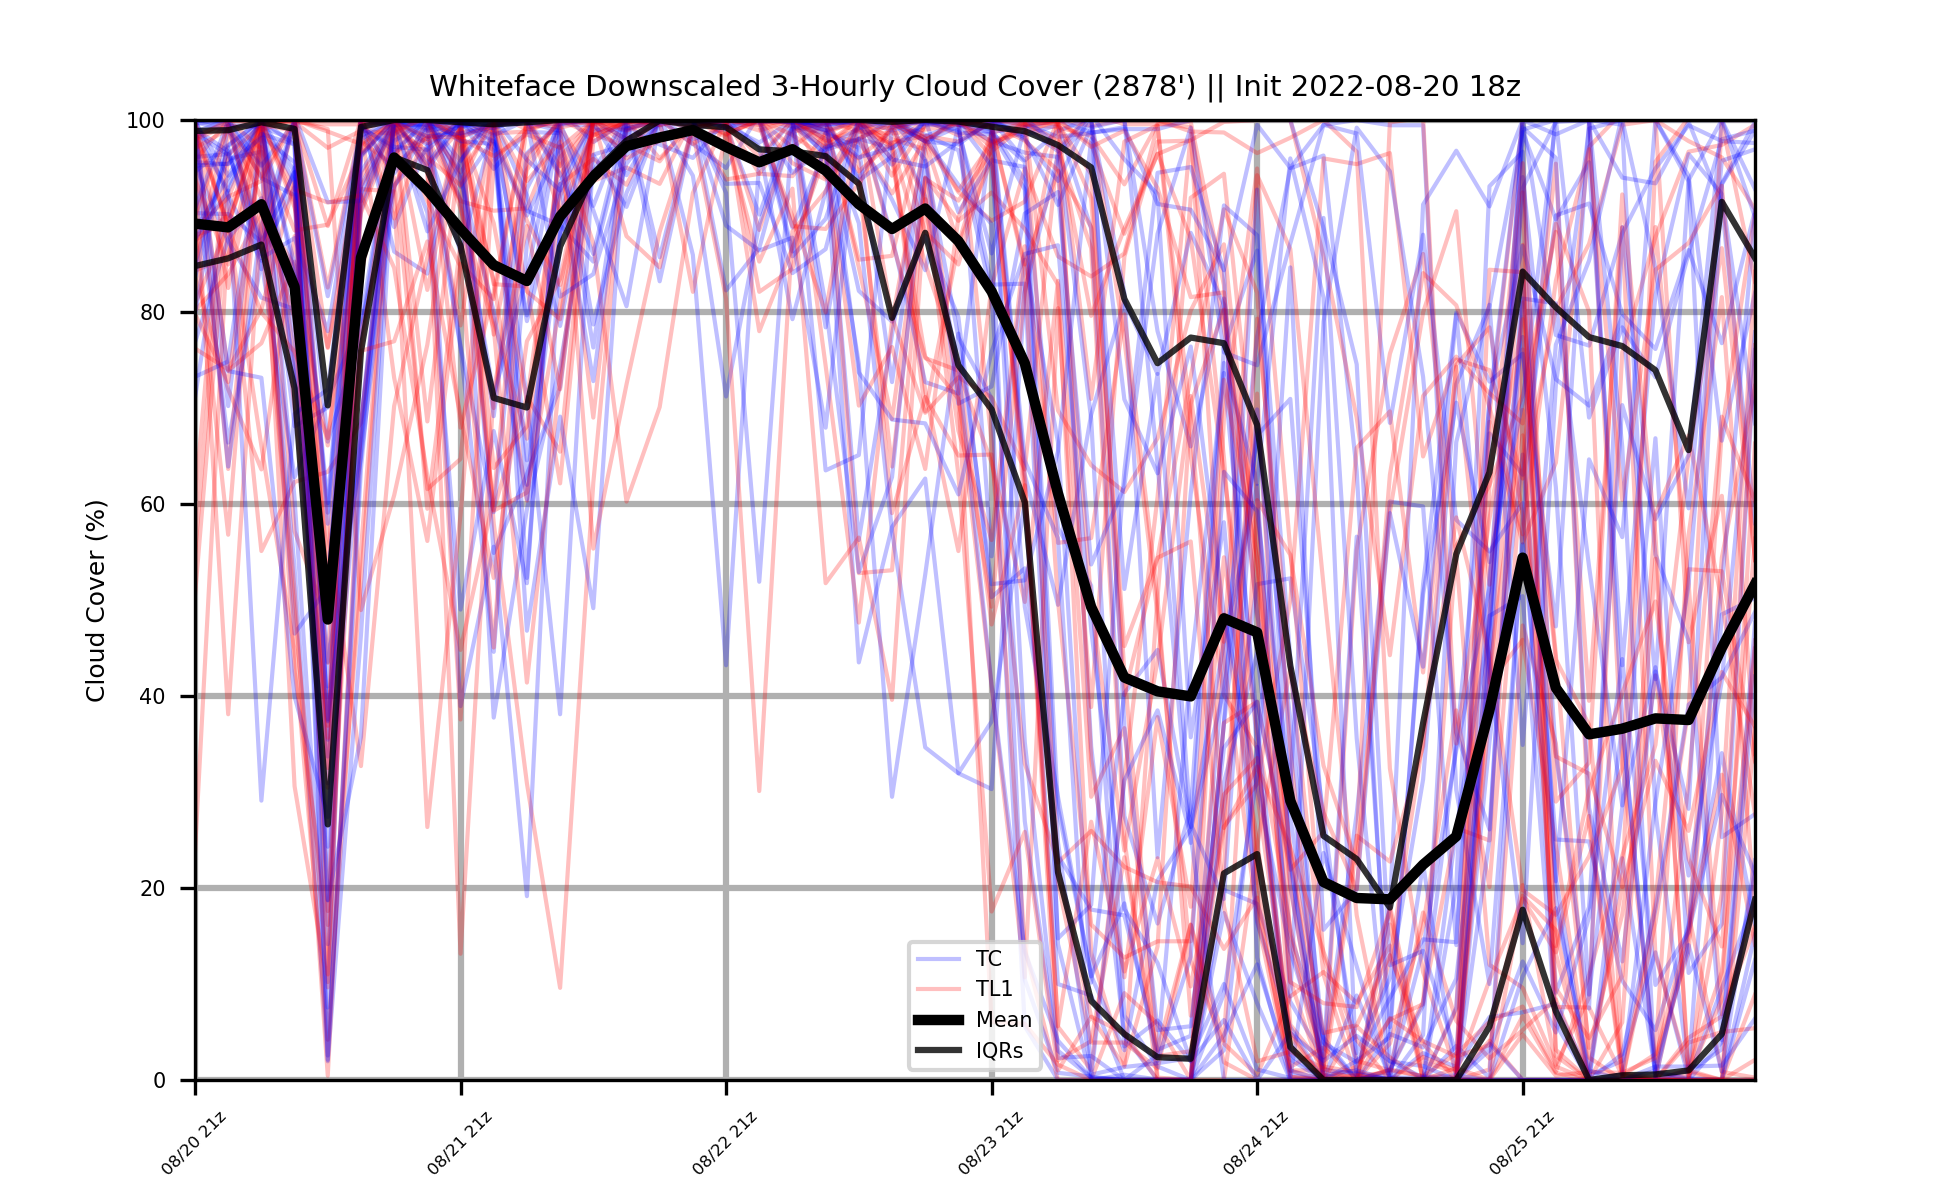 Whiteface Downscaled 3-Hourly Cloud Cover (2878') || Init 2022-08-20 18z
Cloud Cover (%)
100
80
60
40
20
0
TC
TL1
Mean
IQRs
08/20 21z
08/21 21z
08/22 21z
08/23 21z
08/24 21z
08/25 21z